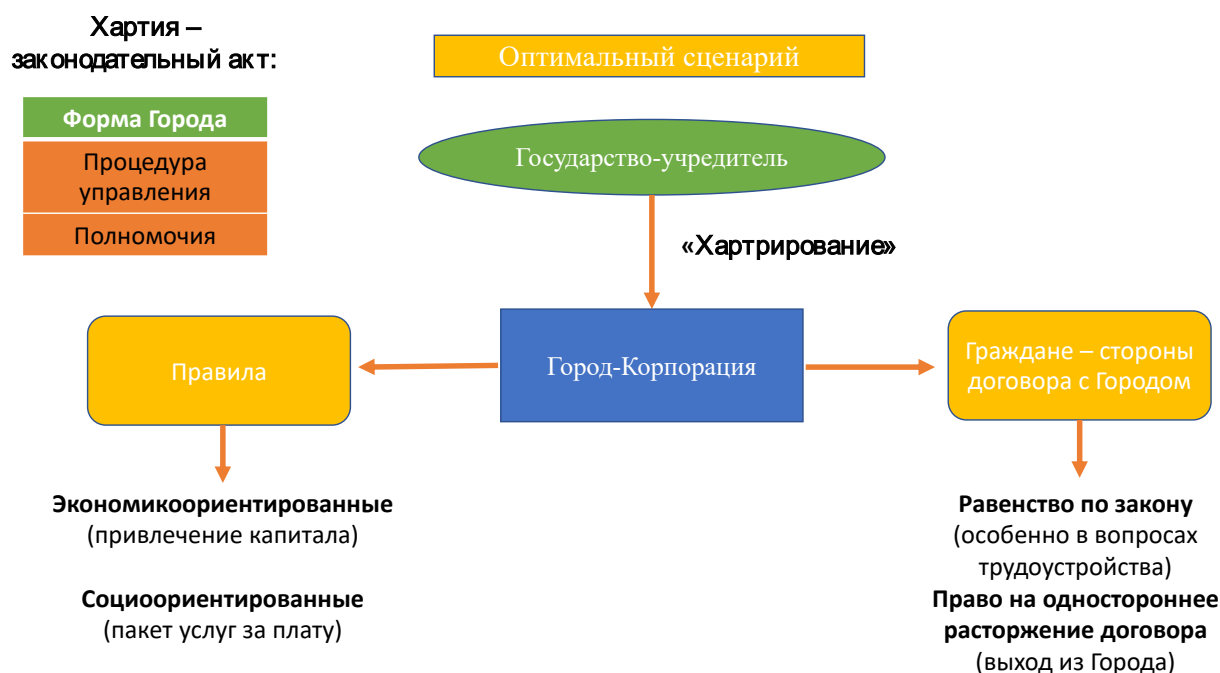 Хартия –
законодательный акт:
Оптимальный сценарий
Форма Города
Процедура
управления
Полномочия
Государство-учредитель
«Хартрирование»
Правила
Город-Корпорация
Граждане – стороны
договора с Городом
Экономикоориентированные
(привлечение капитала)
Социоориентированные
(пакет услуг за плату)
Равенство по закону
(особенно в вопросах
трудоустройства)
Право на одностороннее
расторжение договора
(выход из Города)